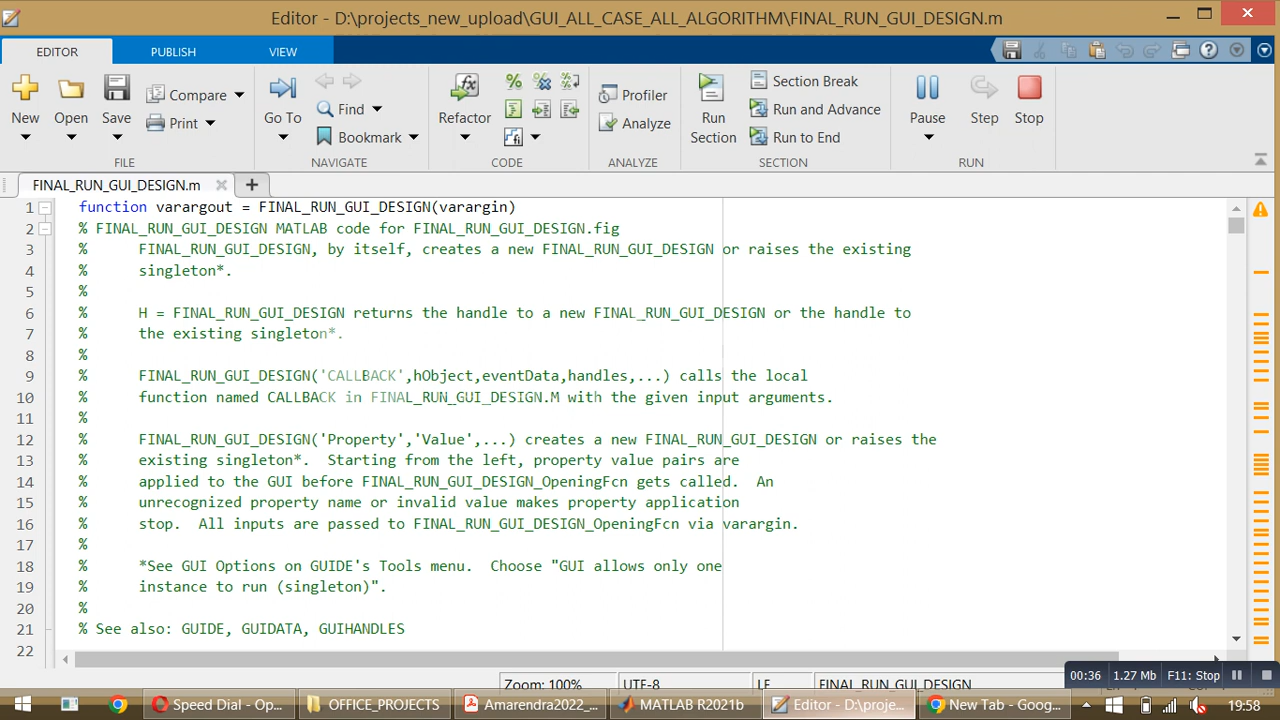 Editor - D:\projects_new_upload\GUI_ALL_CASE_ALL_ALGORITHM\FINAL_RUN_GUI_DESIGN.m
EDITOR PUBLISH VIEW
New Open Save Compare Print Go To Find Bookmark Refactor Profiler Analyze Run Section Section Break Run and Advance Run to End Pause Step Stop
FILE NAVIGATE CODE ANALYZE SECTION RUN
FINAL_RUN_GUI_DESIGN.m
1 function varargout = FINAL_RUN_GUI_DESIGN(varargin)
2 % FINAL_RUN_GUI_DESIGN MATLAB code for FINAL_RUN_GUI_DESIGN.fig
3 %      FINAL_RUN_GUI_DESIGN, by itself, creates a new FINAL_RUN_GUI_DESIGN or raises the existing
4 %      singleton*.
5 %
6 %      H = FINAL_RUN_GUI_DESIGN returns the handle to a new FINAL_RUN_GUI_DESIGN or the handle to
7 %      the existing singleton*.
8 %
9 %      FINAL_RUN_GUI_DESIGN('CALLBACK',hObject,eventData,handles,...) calls the local
10 %      function named CALLBACK in FINAL_RUN_GUI_DESIGN.M with the given input arguments.
11 %
12 %      FINAL_RUN_GUI_DESIGN('Property','Value',...) creates a new FINAL_RUN_GUI_DESIGN or raises the
13 %      existing singleton*.  Starting from the left, property value pairs are
14 %      applied to the GUI before FINAL_RUN_GUI_DESIGN_OpeningFcn gets called.  An
15 %      unrecognized property name or invalid value makes property application
16 %      stop.  All inputs are passed to FINAL_RUN_GUI_DESIGN_OpeningFcn via varargin.
17 %
18 %      *See GUI Options on GUIDE's Tools menu.  Choose "GUI allows only one
19 %      instance to run (singleton)".
20 %
21 % See also: GUIDE, GUIDATA, GUIHANDLES
22
Zoom: 100% UTF-8 LF FINAL_RUN_GUI_DESIGN
00:36 1.27 Mb F11: Stop
Speed Dial - Op... OFFICE_PROJECTS Amarendra2022_... MATLAB R2021b Editor - D:\proje... New Tab - Goog... 19:58